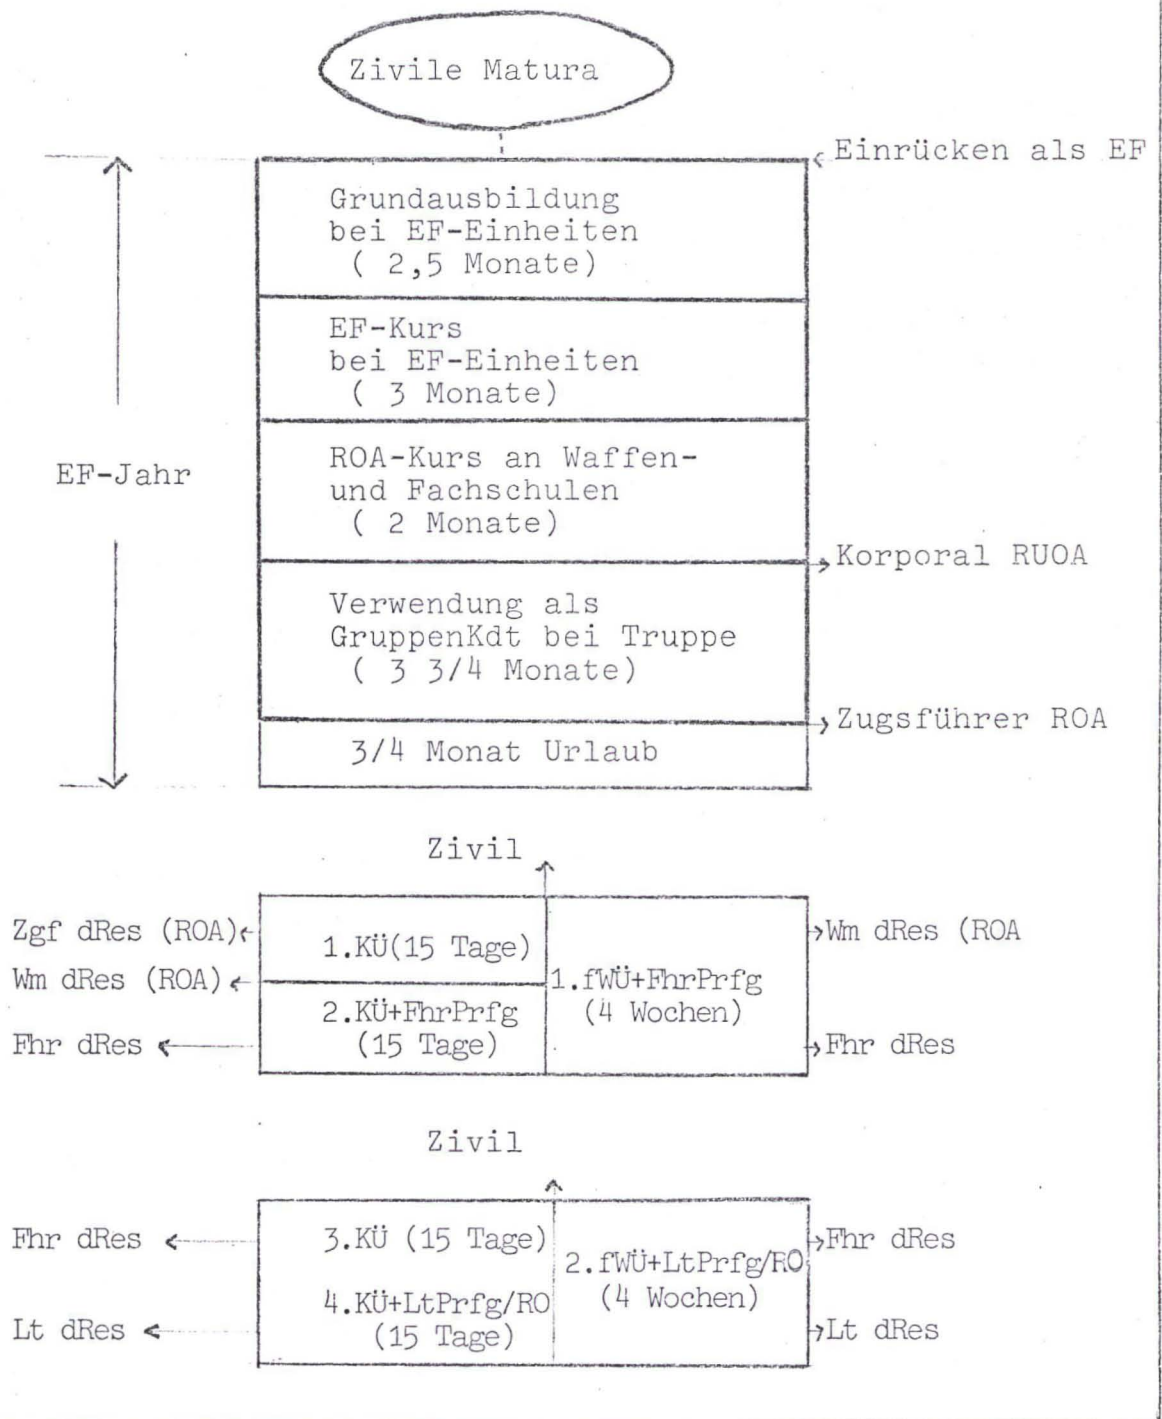 Zivile Matura
Einrücken als EF
Grundausbildung
bei EF-Einheiten
( 2,5 Monate)
EF-Kurs
bei EF-Einheiten
( 3 Monate)
EF-Jahr
ROA-Kurs an Waffen-
und Fachschulen
( 2 Monate)
Korporal RUOA
Verwendung als
GruppenKdt bei Truppe
( 3 3/4 Monate)
Zugsführer ROA
3/4 Monat Urlaub
Zivil
Zgf dRes (ROA)
Wm dRes (ROA)
Fhr dRes
1.KÜ(15 Tage)
2.KÜ+FhrPrfg
(15 Tage)
1.fWÜ+FhrPrfg
(4 Wochen)
Wm dRes (ROA
Fhr dRes
Zivil
Fhr dRes
Lt dRes
3.KÜ (15 Tage)
4.KÜ+LtPrfg/RO
(15 Tage)
2.fWÜ+LtPrfg/RO
(4 Wochen)
Fhr dRes
Lt dRes